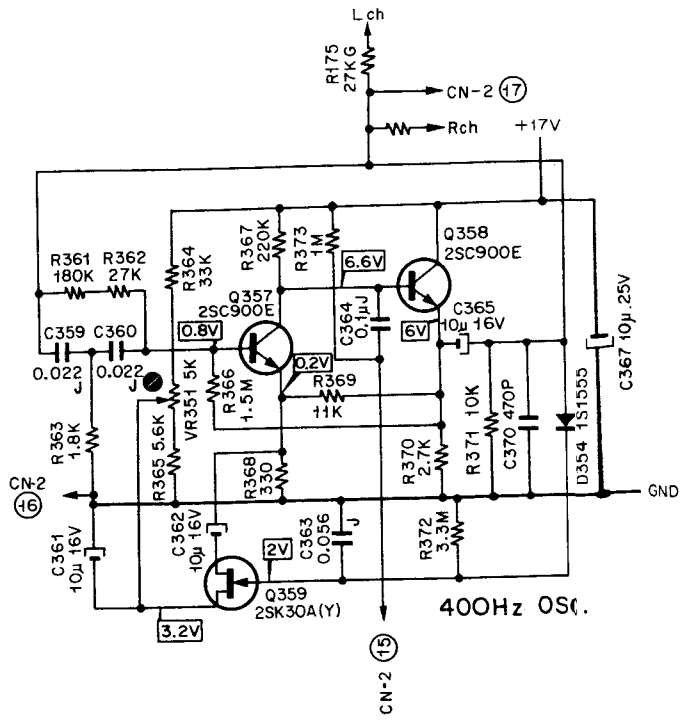 Lch
R175
27KG
CN-2 17
Rch
+17V
R361
180K
R362
27K
R364
33K
R367
220K
R373
1M
6.6V
Q358
2SC900E
Q357
2SC900E
C359
0.022
J
C360
0.022
J
0.8V
VR351 5K
R366
1.5M
0.2V
C364
0.1µJ
6V
C365
10µ 16V
C367 10µ.25V
R369
11K
R363
1.8K
R365 5.6K
R368
330
R370
2.7K
R371 10K
C370 470P
D354 1S1555
CN-2
16
GND
C361
10µ 16V
C362
10µ 16V
C363
0.056
J
R372
3.3M
2V
Q359
2SK30A(Y)
3.2V
400Hz OSC.
CN-2 15